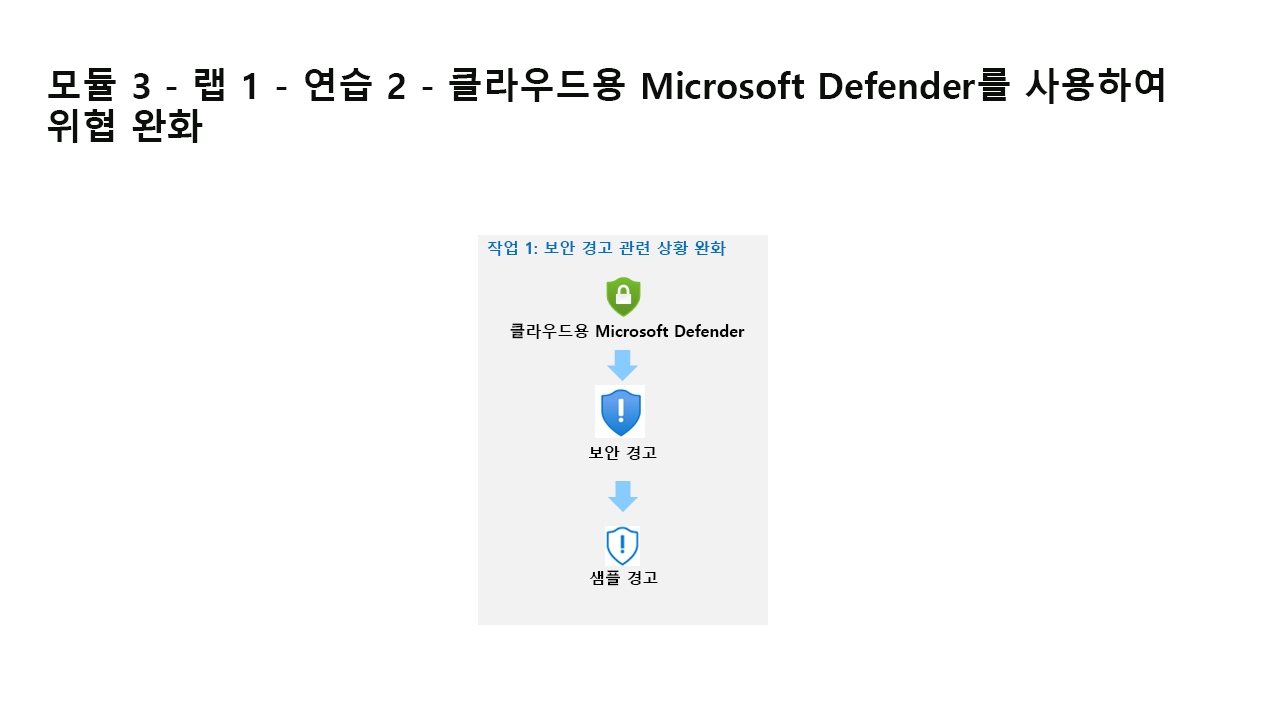 모듈 3 - 랩 1 - 연습 2 - 클라우드용 Microsoft Defender를 사용하여
위협 완화
작업 1: 보안 경고 관련 상황 완화
클라우드용 Microsoft Defender
보안 경고
샘플 경고